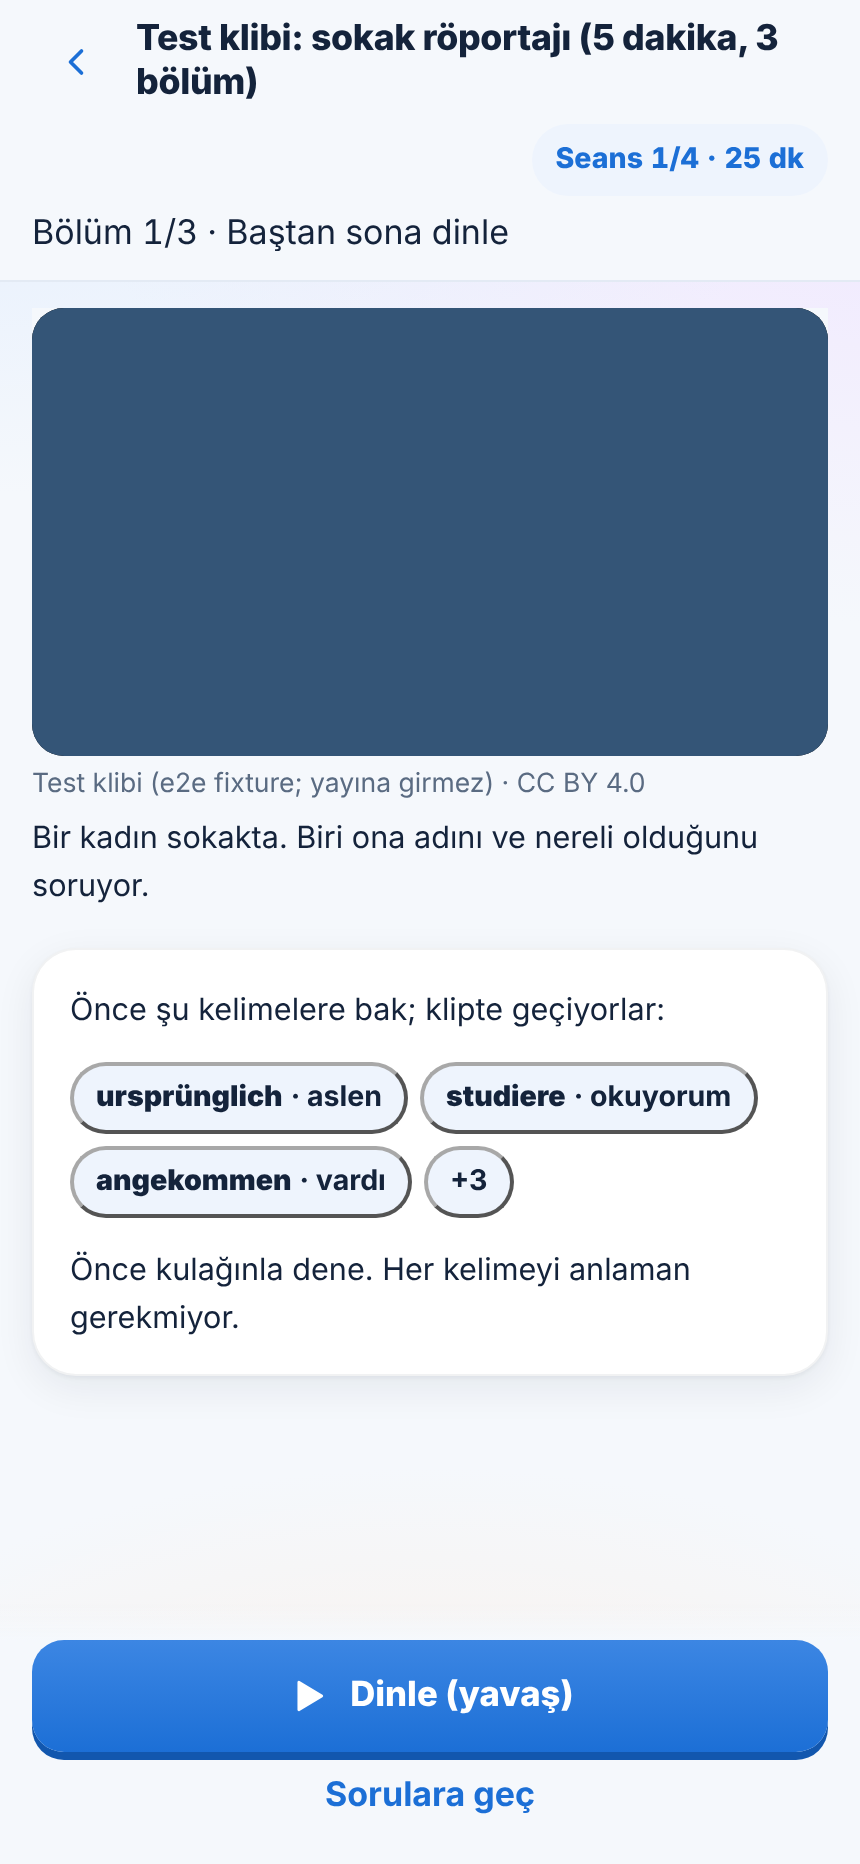 Test klibi: sokak röportajı (5 dakika, 3
bölüm)
Seans 1/4 · 25 dk
Bölüm 1/3 · Baştan sona dinle
Test klibi (e2e fixture; yayına girmez) · CC BY 4.0
Bir kadın sokakta. Biri ona adını ve nereli olduğunu
soruyor.
Önce şu kelimelere bak; klipte geçiyorlar:
ursprünglich · aslen
studiere · okuyorum
angekommen · vardı
+3
Önce kulağınla dene. Her kelimeyi anlaman
gerekmiyor.
Dinle (yavaş)
Sorulara geç